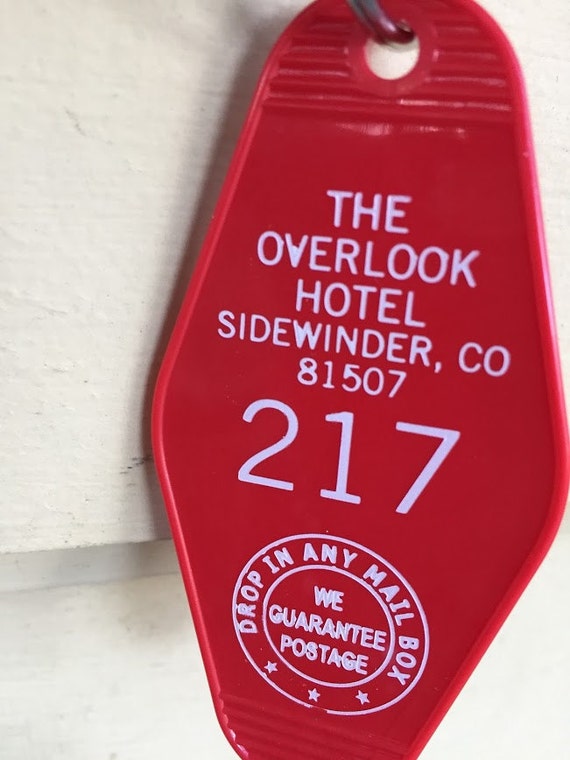 THE
OVERLOOK
HOTEL
SIDEWINDER, CO
81507
217
DROP IN ANY MAIL BOX
WE
GUARANTEE
POSTAGE